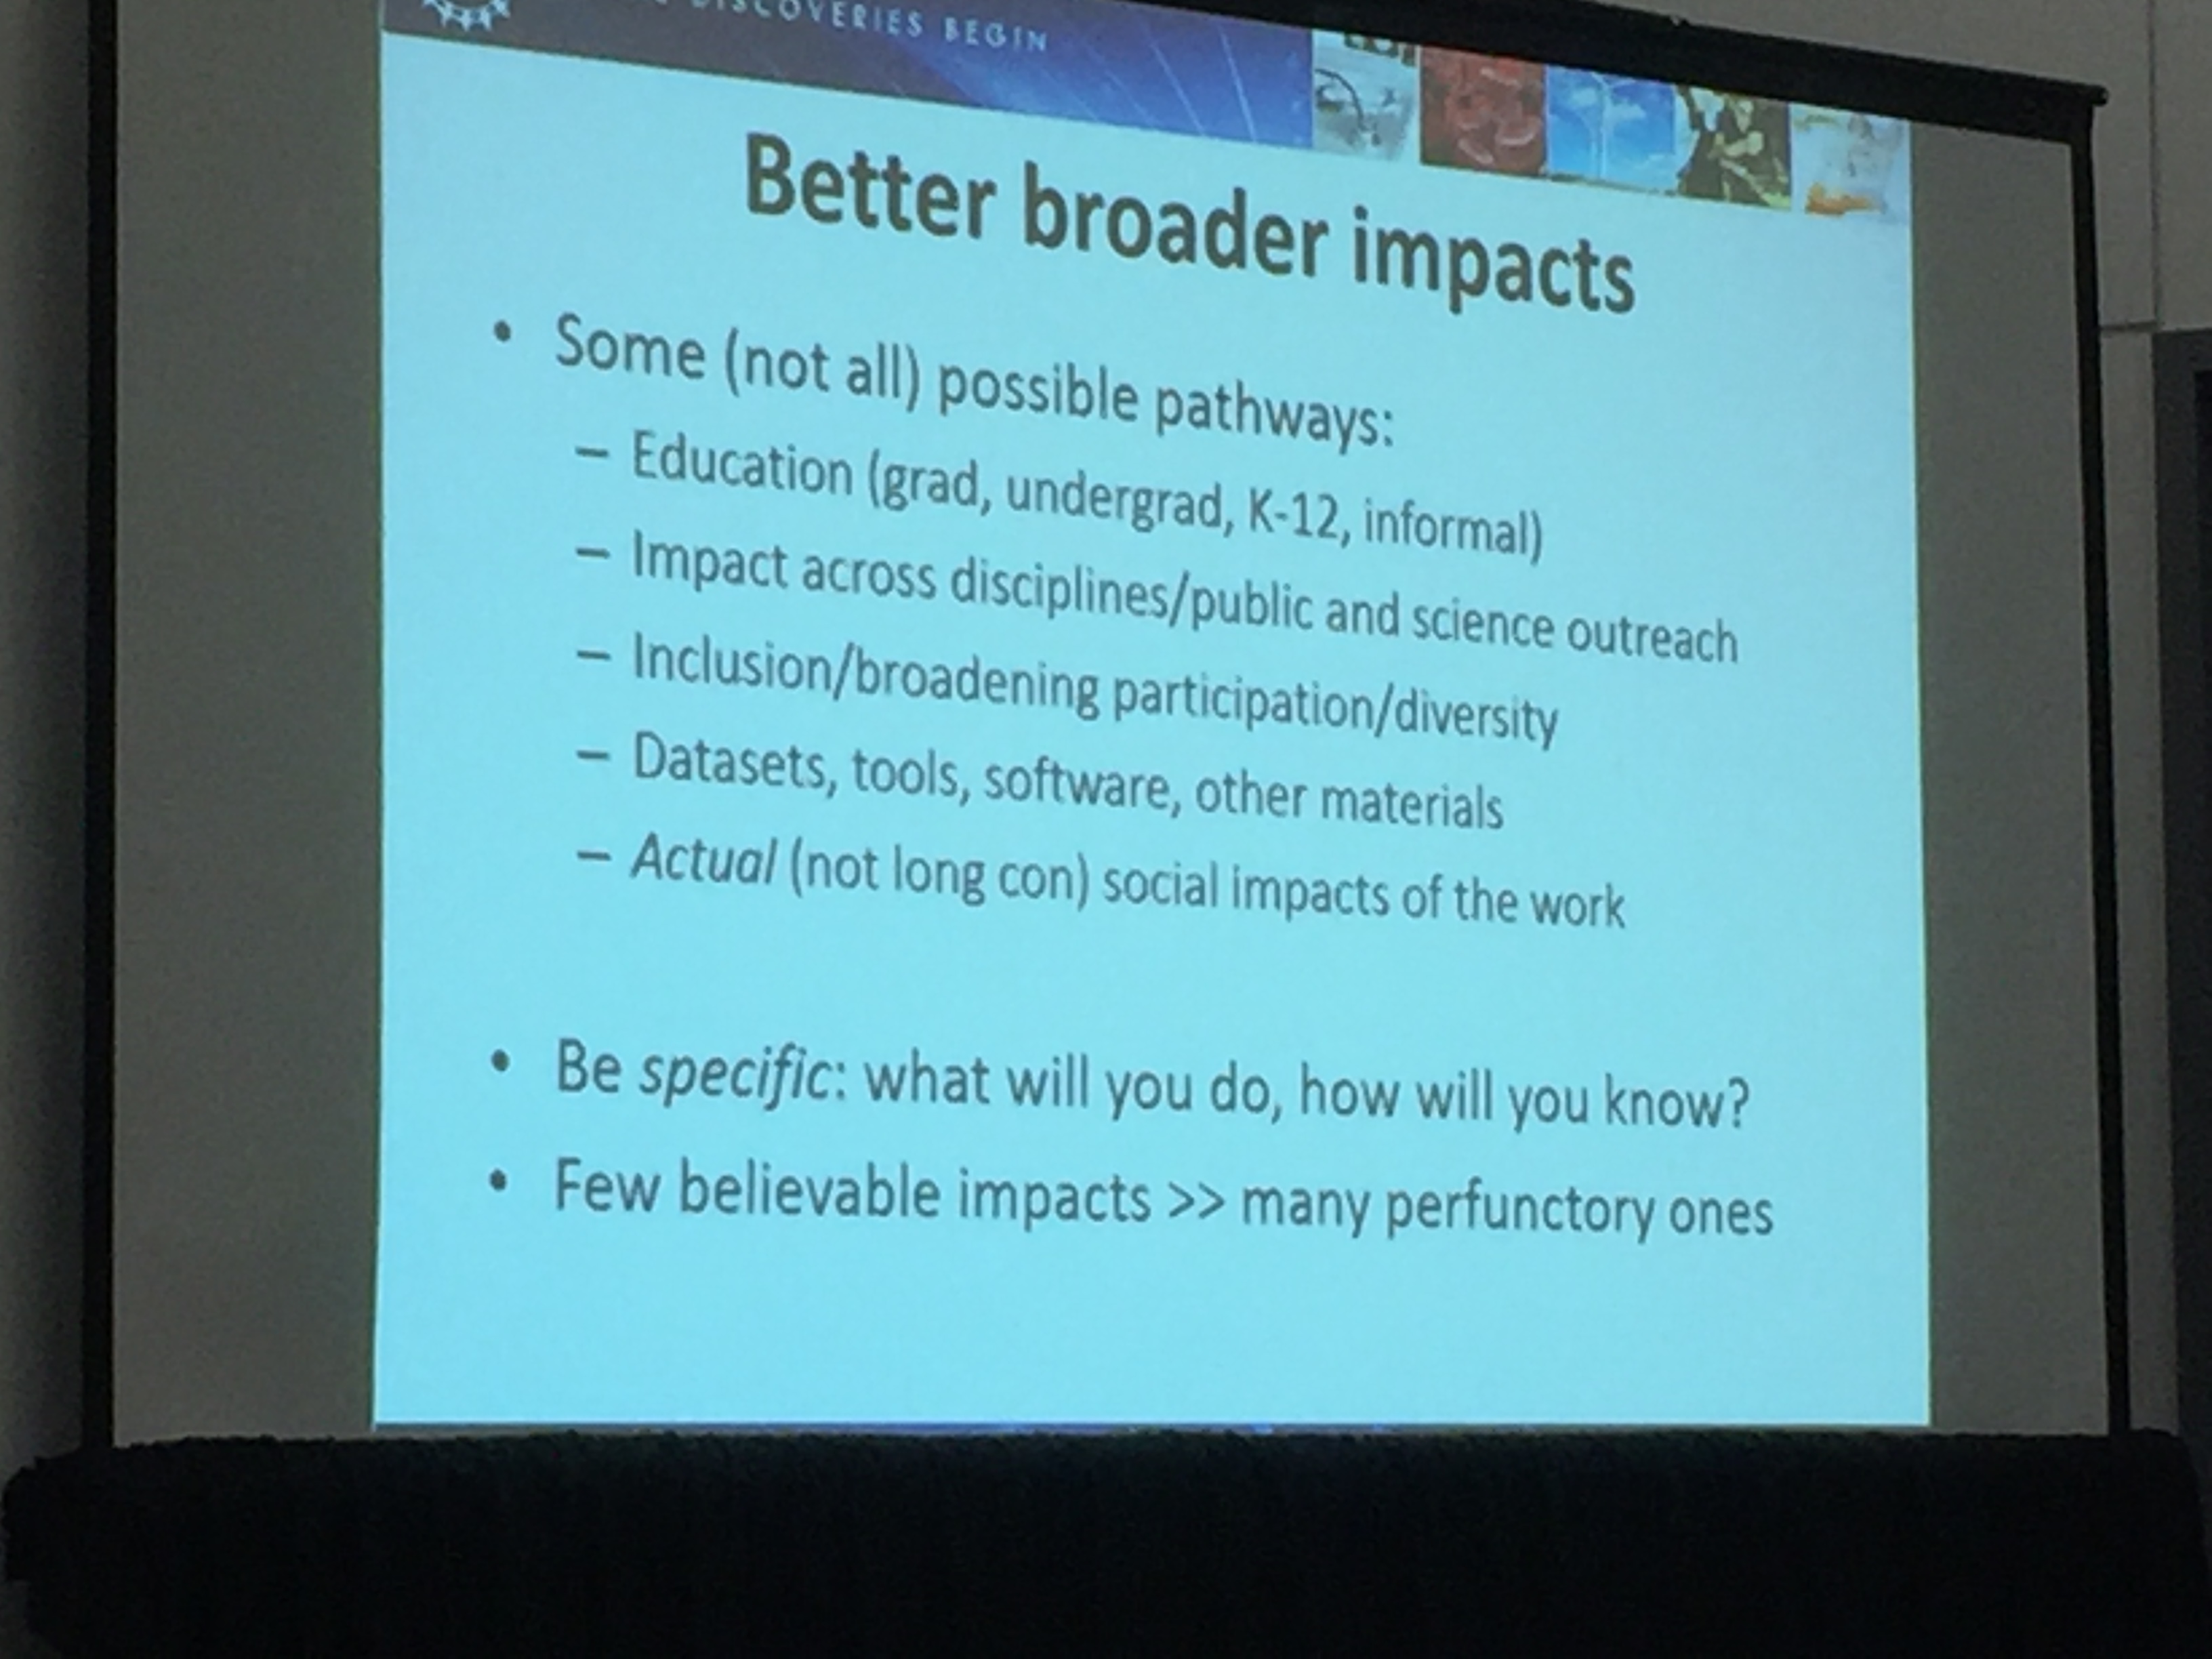 DISCOVERIES BEGIN
Better broader impacts
• Some (not all) possible pathways:
– Education (grad, undergrad, K-12, informal)
– Impact across disciplines/public and science outreach
– Inclusion/broadening participation/diversity
– Datasets, tools, software, other materials
– Actual (not long con) social impacts of the work
• Be specific: what will you do, how will you know?
• Few believable impacts >> many perfunctory ones